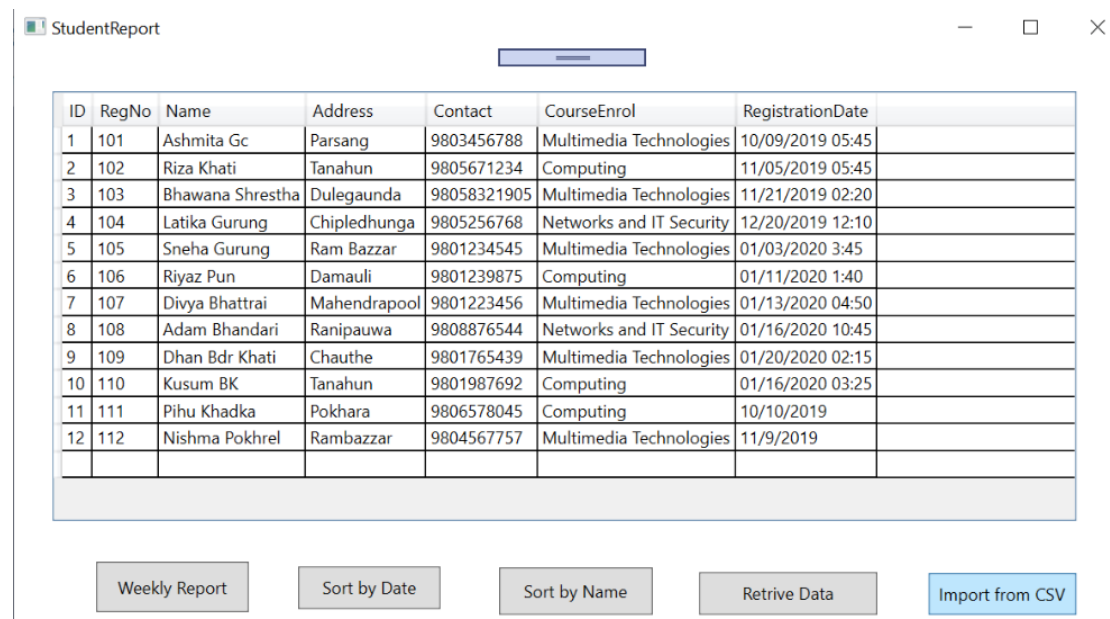 StudentReport
ID RegNo Name Address Contact CourseEnrol RegistrationDate
1 101 Ashmita Gc Parsang 9803456788 Multimedia Technologies 10/09/2019 05:45
2 102 Riza Khati Tanahun 9805671234 Computing 11/05/2019 05:45
3 103 Bhawana Shrestha Dulegaunda 98058321905 Multimedia Technologies 11/21/2019 02:20
4 104 Latika Gurung Chipledhunga 9805256768 Networks and IT Security 12/20/2019 12:10
5 105 Sneha Gurung Ram Bazzar 9801234545 Multimedia Technologies 01/03/2020 3:45
6 106 Riyaz Pun Damauli 9801239875 Computing 01/11/2020 1:40
7 107 Divya Bhattrai Mahendrapool 9801223456 Multimedia Technologies 01/13/2020 04:50
8 108 Adam Bhandari Ranipauwa 9808876544 Networks and IT Security 01/16/2020 10:45
9 109 Dhan Bdr Khati Chauthe 9801765439 Multimedia Technologies 01/20/2020 02:15
10 110 Kusum BK Tanahun 9801987692 Computing 01/16/2020 03:25
11 111 Pihu Khadka Pokhara 9806578045 Computing 10/10/2019
12 112 Nishma Pokhrel Rambazzar 9804567757 Multimedia Technologies 11/9/2019
Weekly Report Sort by Date Sort by Name Retrive Data Import from CSV